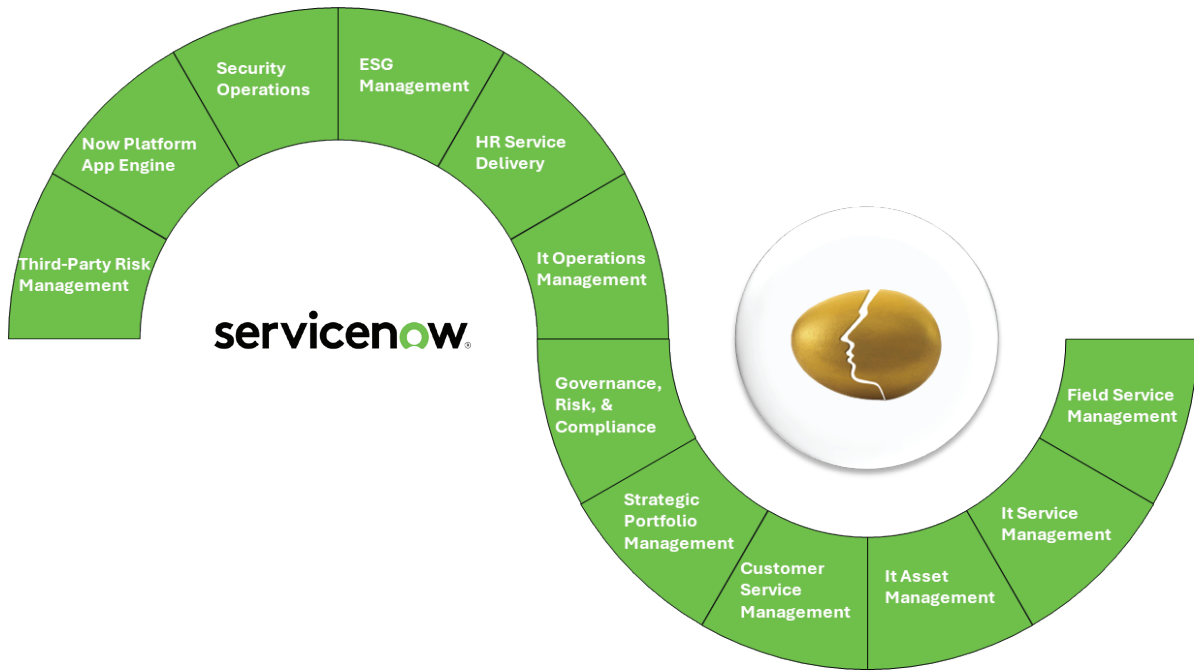 Security
Operations
ESG
Management
Now Platform
App Engine
HR Service
Delivery
Third-Party Risk
Management
It Operations
Management
servicenow®
Governance,
Risk, &
Compliance
Strategic
Portfolio
Management
Customer
Service
Management
It Asset
Management
It Service
Management
Field Service
Management